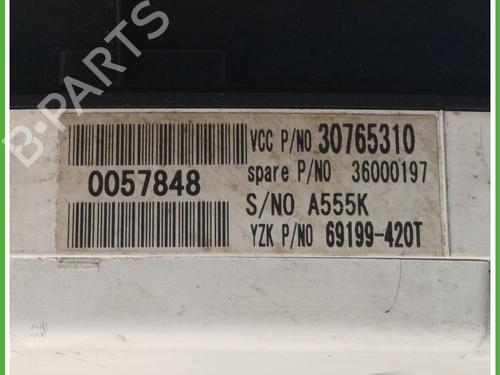 B-PARTS
VCC P/NO 30765310
spare P/NO 36000197
0057848
S/NO A555K
YZK P/NO 69199-420T